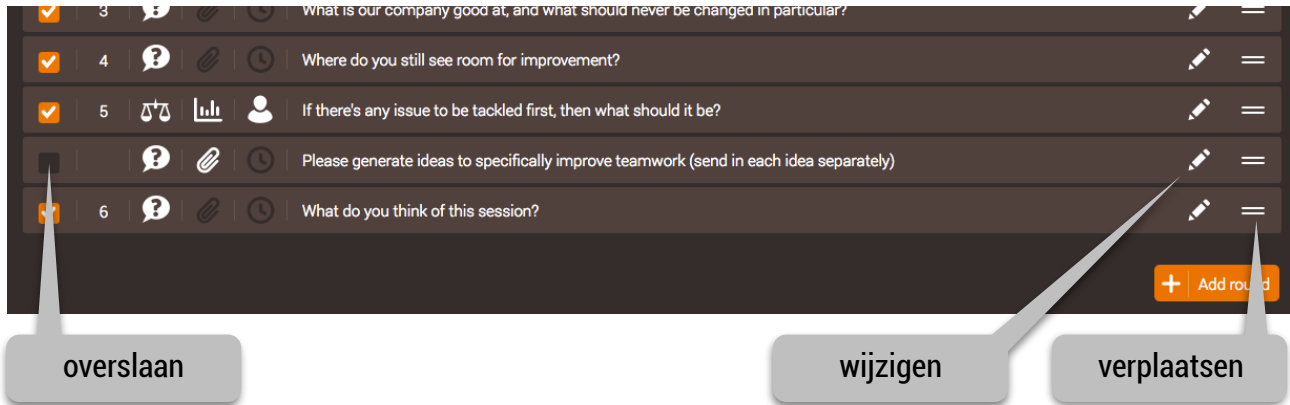 3 What is our company good at, and what should never be changed in particular?
4 Where do you still see room for improvement?
5 If there's any issue to be tackled first, then what should it be?
Please generate ideas to specifically improve teamwork (send in each idea separately)
6 What do you think of this session?
Add round
overslaan wijzigen verplaatsen